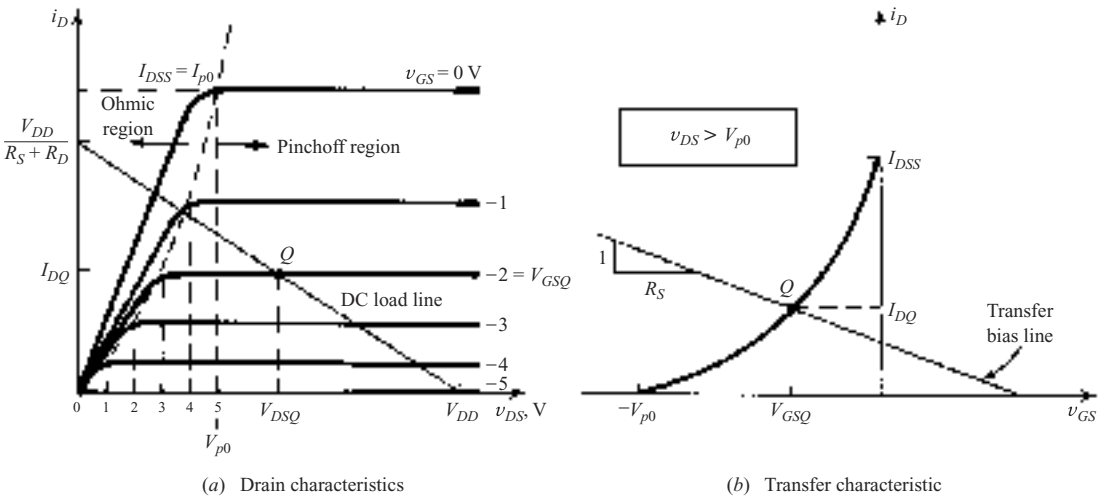 i_D
I_DSS = I_p0
v_GS = 0 V
Ohmic
region
V_DD
R_S + R_D
Pinchoff region
−1
Q
I_DQ
−2 = V_GSQ
DC load line
−3
−4
−5
0 1 2 3 4 5 V_DSQ V_DD v_DS, V
V_p0
(a) Drain characteristics
i_D
v_DS > V_p0
I_DSS
1
R_S
Q
I_DQ
Transfer
bias line
−V_p0 V_GSQ v_GS
(b) Transfer characteristic